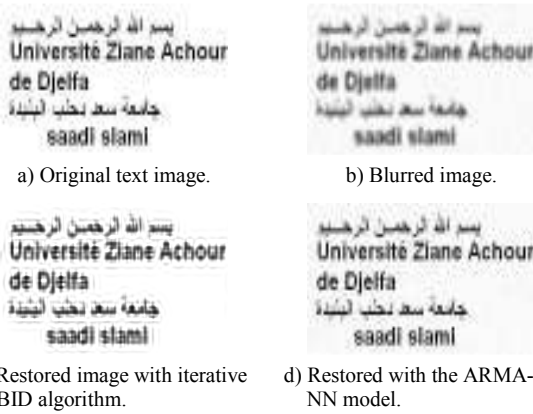 بسم الله الرحمن الرحيم
Université Ziane Achour
de Djelfa
جامعة سعد دحلب البليدة
saadi slami
a) Original text image.
بسم الله الرحمن الرحيم
Université Ziane Achour
de Djelfa
جامعة سعد دحلب البليدة
saadi slami
b) Blurred image.
بسم الله الرحمن الرحيم
Université Ziane Achour
de Djelfa
جامعة سعد دحلب البليدة
saadi slami
Restored image with iterative
BID algorithm.
بسم الله الرحمن الرحيم
Université Ziane Achour
de Djelfa
جامعة سعد دحلب البليدة
saadi slami
d) Restored with the ARMA-
NN model.